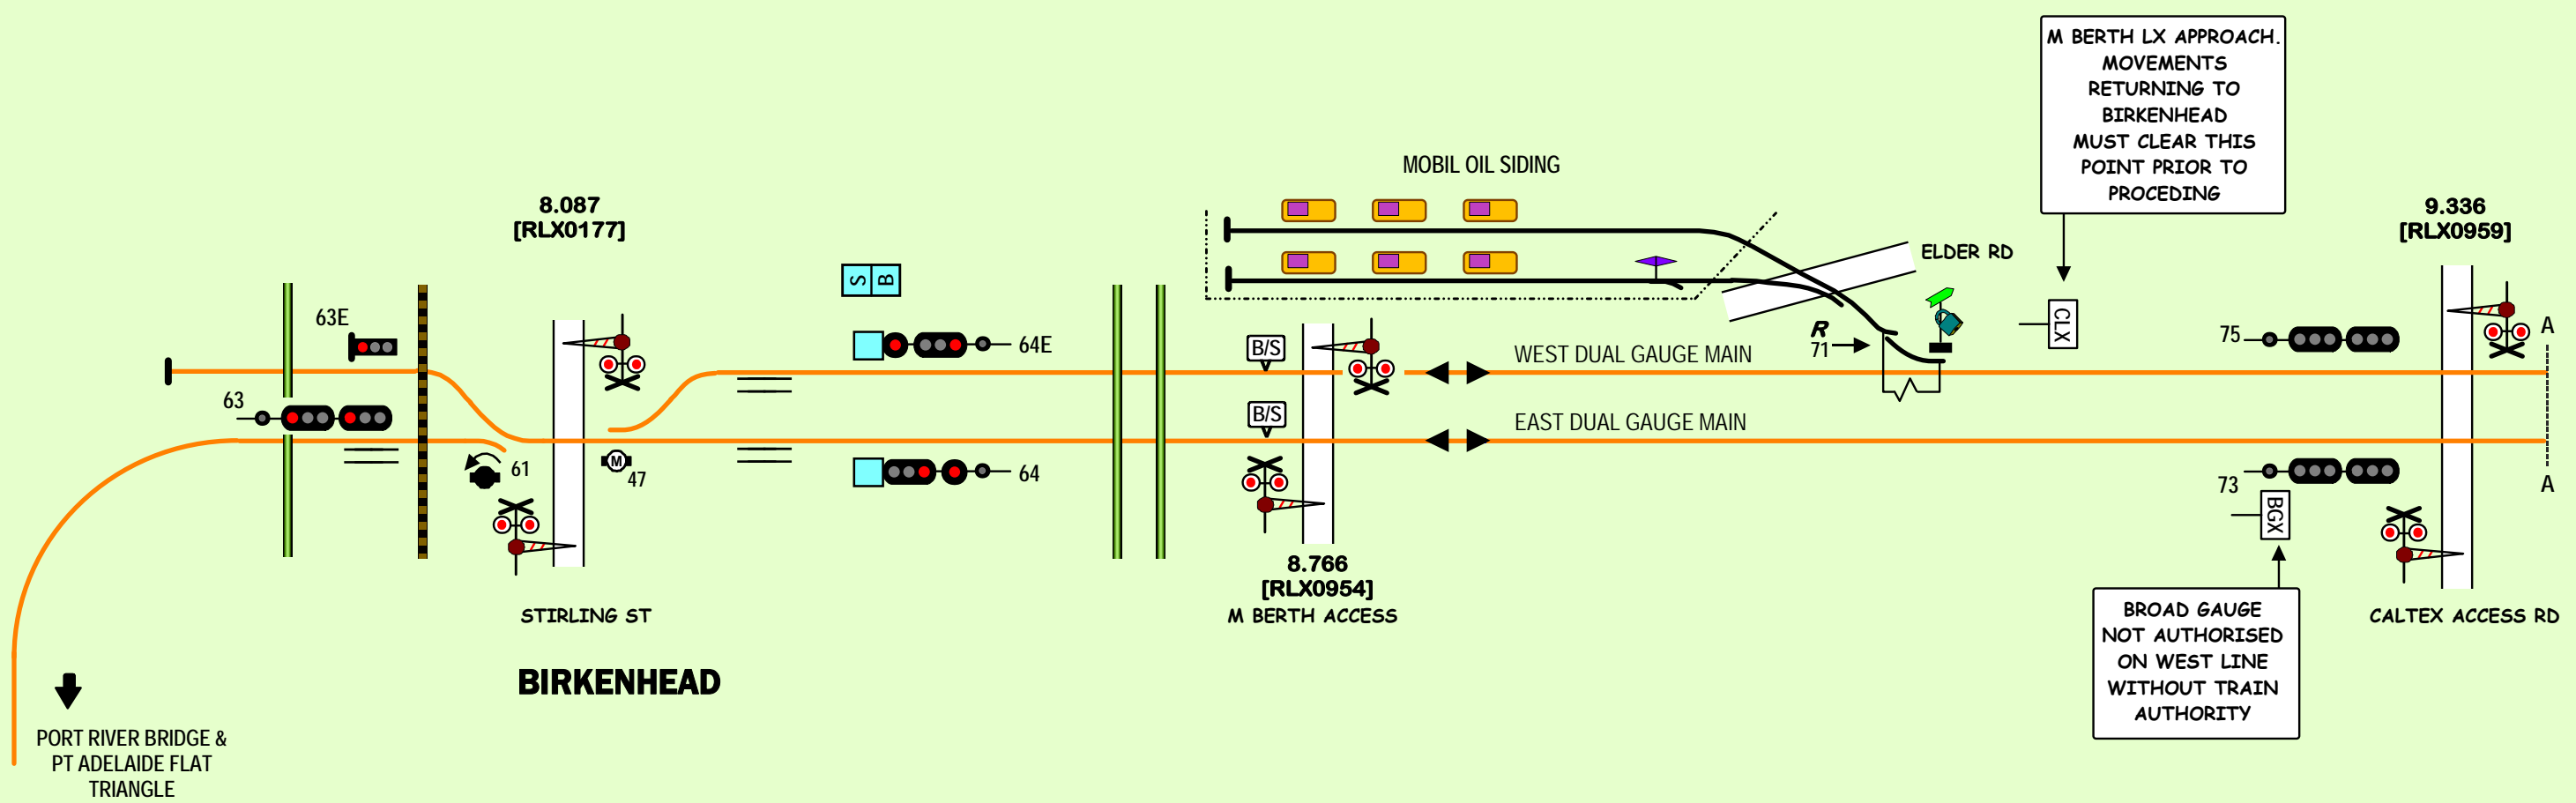 M BERTH LX APPROACH.
MOVEMENTS
RETURNING TO
BIRKENHEAD
MUST CLEAR THIS
POINT PRIOR TO
PROCEDING
MOBIL OIL SIDING
8.087
[RLX0177]
9.336
[RLX0959]
ELDER RD
S B
63E
64E
B/S
R
71
CLX
75
A
WEST DUAL GAUGE MAIN
63
B/S
EAST DUAL GAUGE MAIN
61
M
47
64
73
BGX
A
8.766
[RLX0954]
M BERTH ACCESS
STIRLING ST
CALTEX ACCESS RD
BROAD GAUGE
NOT AUTHORISED
ON WEST LINE
WITHOUT TRAIN
AUTHORITY
BIRKENHEAD
PORT RIVER BRIDGE &
PT ADELAIDE FLAT
TRIANGLE